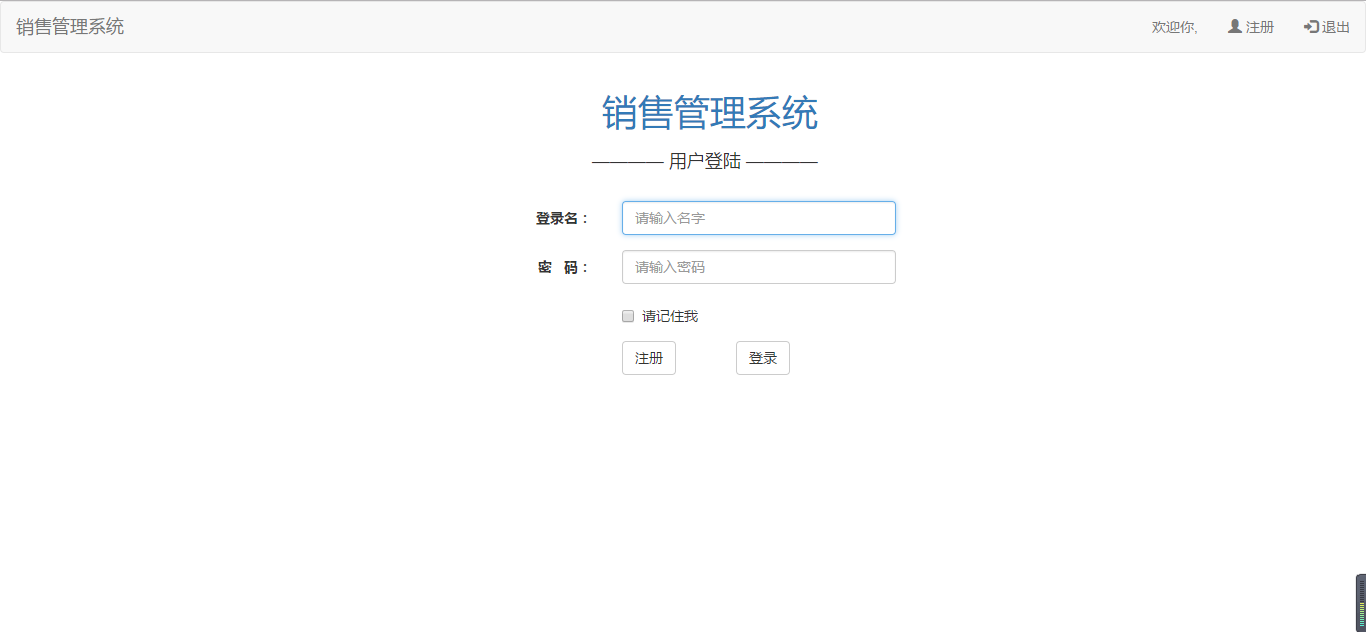 销售管理系统 欢迎你, 注册 退出
销售管理系统
———— 用户登陆 ————
登录名： 请输入名字
密 码： 请输入密码
请记住我
注册 登录